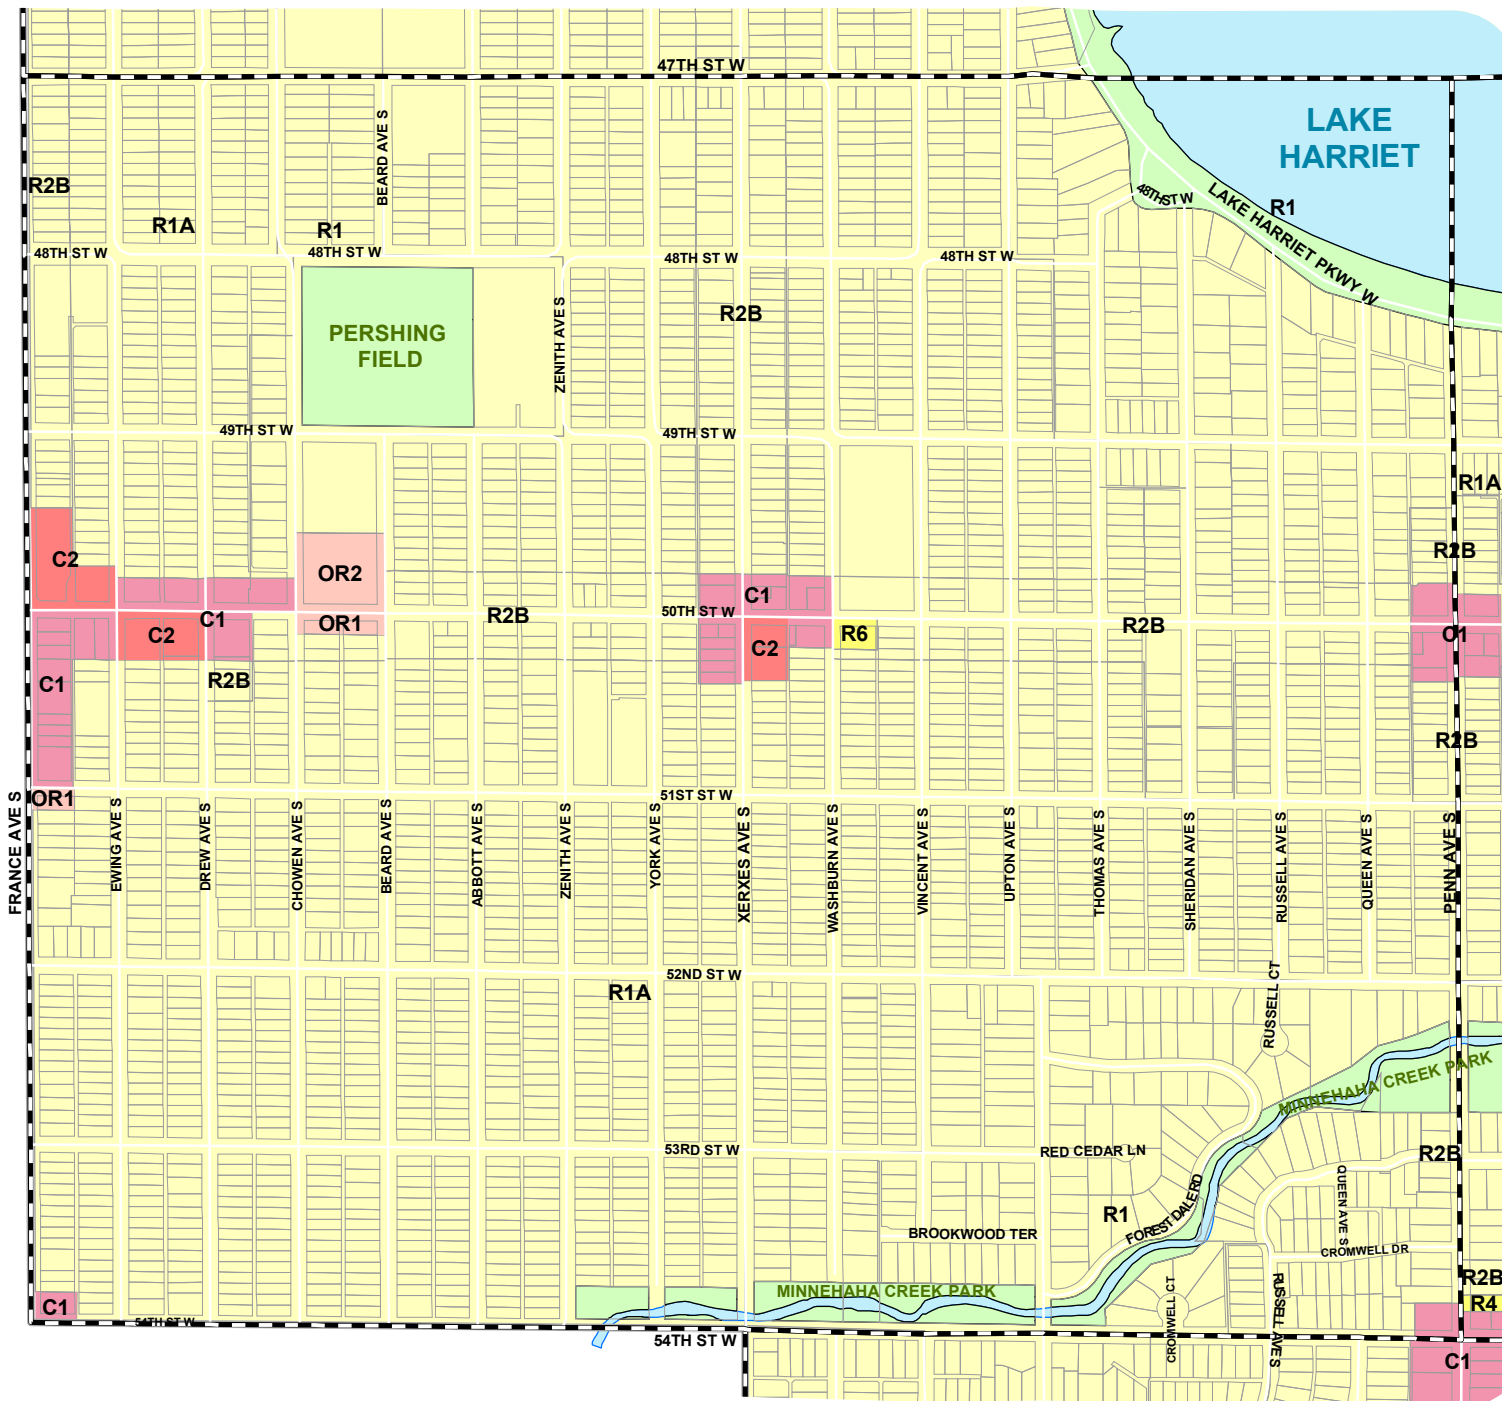 47TH ST W
LAKE
HARRIET
BEARD AVE S
R2B
R1A
R1
48TH ST W
LAKE HARRIET PKWY W
R1
48TH ST W
48TH ST W
48TH ST W
48TH ST W
R2B
PERSHING
FIELD
ZENITH AVE S
49TH ST W
49TH ST W
R1A
R2B
C2
OR2
C1
C1
50TH ST W
R2B
OR1
C2
R6
R2B
C1
C2
C1
R2B
R2B
OR1
51ST ST W
FRANCE AVE S
EWING AVE S
DREW AVE S
CHOWEN AVE S
BEARD AVE S
ABBOTT AVE S
ZENITH AVE S
YORK AVE S
XERXES AVE S
WASHBURN AVE S
VINCENT AVE S
UPTON AVE S
THOMAS AVE S
SHERIDAN AVE S
RUSSELL AVE S
QUEEN AVE S
PENN AVE S
52ND ST W
R1A
RUSSELL CT
MINNEHAHA CREEK PARK
53RD ST W
RED CEDAR LN
R2B
QUEEN AVE S
R1
FOREST DALE RD
BROOKWOOD TER
CROMWELL DR
MINNEHAHA CREEK PARK
CROMWELL CT
RUSSELL AVE S
R2B
R4
C1
54TH ST W
54TH ST W
C1